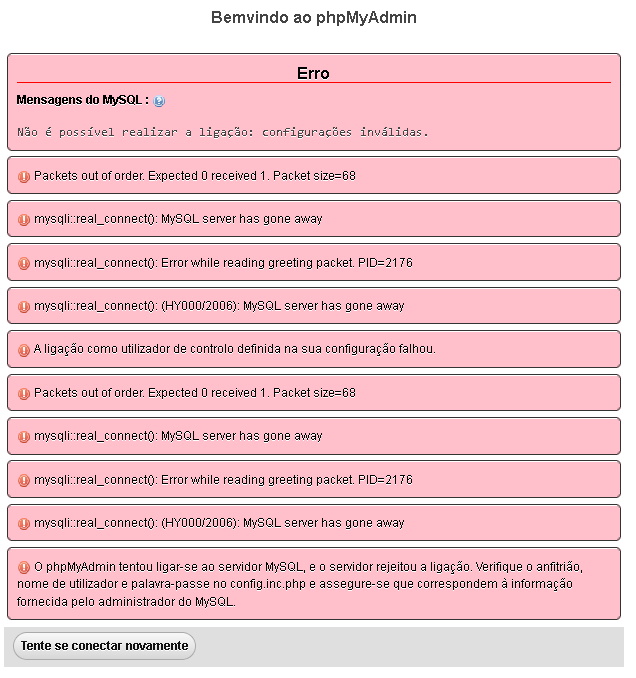 Bemvindo ao phpMyAdmin
Erro
Mensagens do MySQL :
Não é possível realizar a ligação: configurações inválidas.
Packets out of order. Expected 0 received 1. Packet size=68
mysqli::real_connect(): MySQL server has gone away
mysqli::real_connect(): Error while reading greeting packet. PID=2176
mysqli::real_connect(): (HY000/2006): MySQL server has gone away
A ligação como utilizador de controlo definida na sua configuração falhou.
Packets out of order. Expected 0 received 1. Packet size=68
mysqli::real_connect(): MySQL server has gone away
mysqli::real_connect(): Error while reading greeting packet. PID=2176
mysqli::real_connect(): (HY000/2006): MySQL server has gone away
O phpMyAdmin tentou ligar-se ao servidor MySQL, e o servidor rejeitou a ligação. Verifique o anfitrião,
nome de utilizador e palavra-passe no config.inc.php e assegure-se que correspondem à informação
fornecida pelo administrador do MySQL.
Tente se conectar novamente